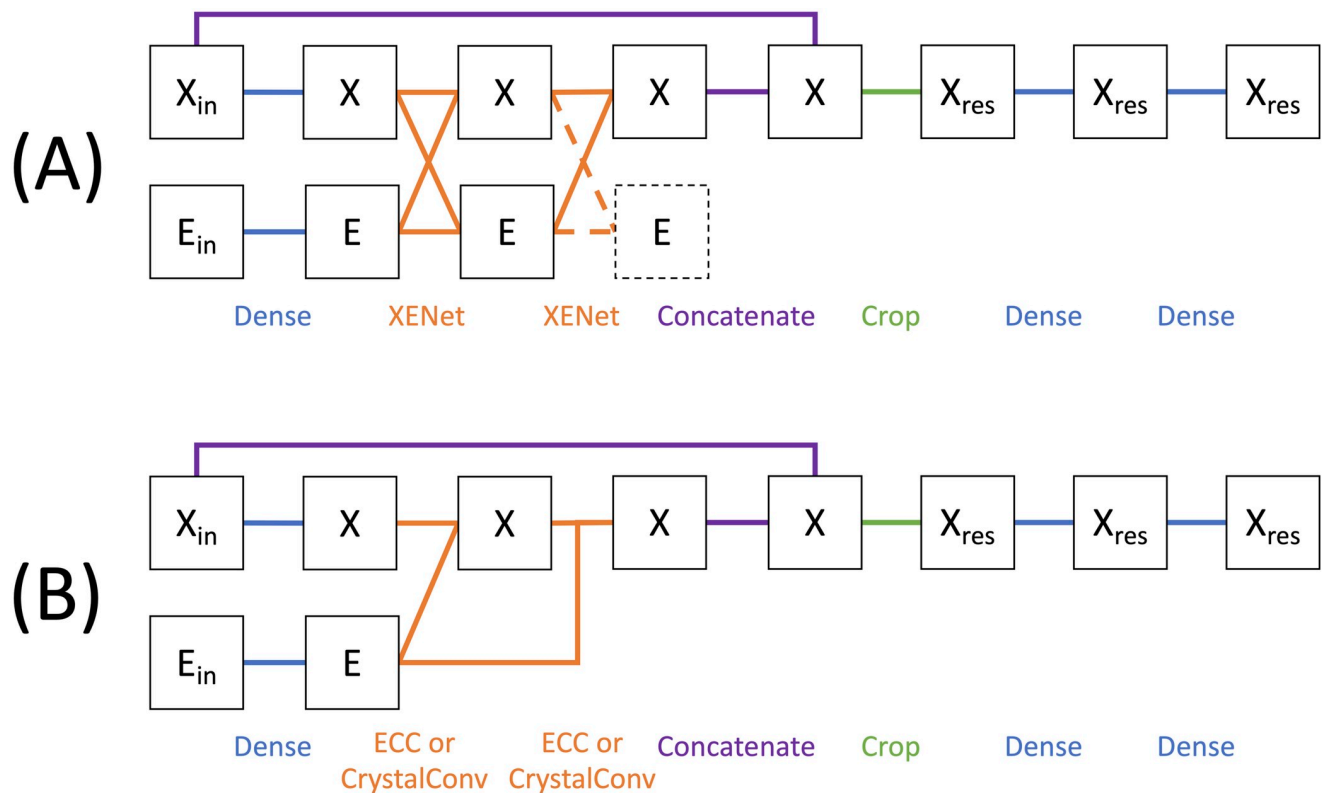 (A)
X_in X X X X X_res X_res X_res
E_in E E E
Dense XENet XENet Concatenate Crop Dense Dense
(B)
X_in X X X X X_res X_res X_res
E_in E
Dense ECC or CrystalConv ECC or CrystalConv Concatenate Crop Dense Dense